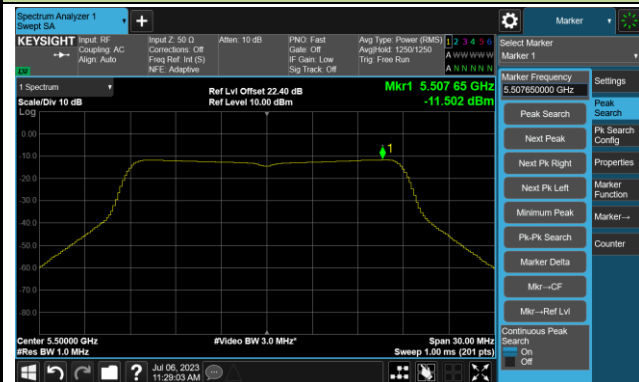 Spectrum Analyzer 1
Swept SA
Marker
KEYSIGHT
Input: RF
Coupling: AC
Align: Auto
Input Z: 50 Ω
Corrections: Off
Freq Ref: Int (S)
NFE: Adaptive
Atten: 10 dB
PNO: Fast
Gate: Off
IF Gain: Low
Sig Track: Off
Avg Type: Power (RMS)
Avg|Hold: 1250/1250
Trig: Free Run
1 2 3 4 5 6
A W W W W W
A N N N N N
LXI
Select Marker
Marker 1
1 Spectrum
Scale/Div 10 dB
Log
Ref Lvl Offset 22.40 dB
Ref Level 10.00 dBm
Mkr1 5.507 65 GHz
-11.502 dBm
Marker Frequency
5.507650000 GHz
Settings
Peak Search
Next Peak
Next Pk Right
Next Pk Left
Minimum Peak
Pk-Pk Search
Marker Delta
Mkr→CF
Mkr→Ref Lvl
Continuous Peak
Search
On
Off
Peak
Search
Pk Search
Config
Properties
Marker
Function
Marker→
Counter
0.00
-10.0
-20.0
-30.0
-40.0
-50.0
-60.0
-70.0
-80.0
1
Center 5.50000 GHz
#Res BW 1.0 MHz
#Video BW 3.0 MHz*
Span 30.00 MHz
Sweep 1.00 ms (201 pts)
Jul 06, 2023
11:29:03 AM